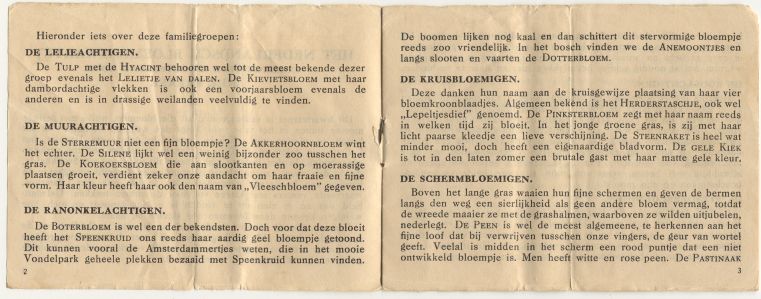 Hieronder iets over deze familiegroepen:
DE LELIEACHTIGEN.
De TULP met de HYACINT behooren wel tot de meest bekende dezer
groep evenals het LELIETJE VAN DALEN. De KIEVIETSBLOEM met haar
dambordachtige vlekken is ook een voorjaarsbloem evenals de
anderen en is in drassige weilanden veelvuldig te vinden.
DE MUURACHTIGEN.
Is de STERREMUUR niet een fijn bloempje? De AKKERHOORNBLOEM wint
het echter. De SILENE lijkt wel een weinig bijzonder zoo tusschen het
gras. De KOEKOEKSBLOEM die aan slootkanten en op moerassige
plaatsen groeit, verdient zeker onze aandacht om haar fraaie en fijne
vorm. Haar kleur heeft haar ook den naam van „Vleeschbloem” gegeven.
DE RANONKELACHTIGEN.
De BOTERBLOEM is wel een der bekendsten. Doch voor dat deze bloeit
heeft het SPEENKRUID ons reeds haar aardig geel bloempje getoond.
Dit kunnen vooral de Amsterdammertjes weten, die in het mooie
Vondelpark geheele plekken bezaaid met Speenkruid kunnen vinden.
2
De boomen lijken nog kaal en dan schittert dit stervormige bloempje
reeds zoo vriendelijk. In het bosch vinden we de ANEMOONTJES en
langs slooten en vaarten de DOTTERBLOEM.
DE KRUISBLOEMIGEN.
Deze danken hun naam aan de kruisgewijze plaatsing van haar vier
bloemkroonblaadjes. Algemeen bekend is het HERDERSTASCHJE, ook wel
„Lepeltjesdief” genoemd. De PINKSTERBLOEM zegt met haar naam reeds
in welken tijd zij bloeit. In het jonge groene gras, is zij met haar
licht paarse kleedje een lieve verschijning. De STEENRAKET is heel wat
minder mooi, doch heeft een eigenaardige bladvorm. DE GELE KIEK
is tot in den laten zomer een brutale gast met haar matte gele kleur.
DE SCHERMBLOEMIGEN.
Boven het lange gras waaien hun fijne schermen en geven de bermen
langs den weg een sierlijkheid als geen andere bloem vermag, totdat
de wreede maaier ze met de grashalmen, waarboven ze wilden uitjubelen,
nederlegt. DE PEEN is wel de meest algemeene, te herkennen aan het
fijne loof dat bij verwrijven tusschen onze vingers, de geur van wortel
geeft. Veelal is midden in het scherm een rood puntje dat een niet
ontwikkeld bloempje is. Men heeft witte en rose peen. De PASTINAAK
3